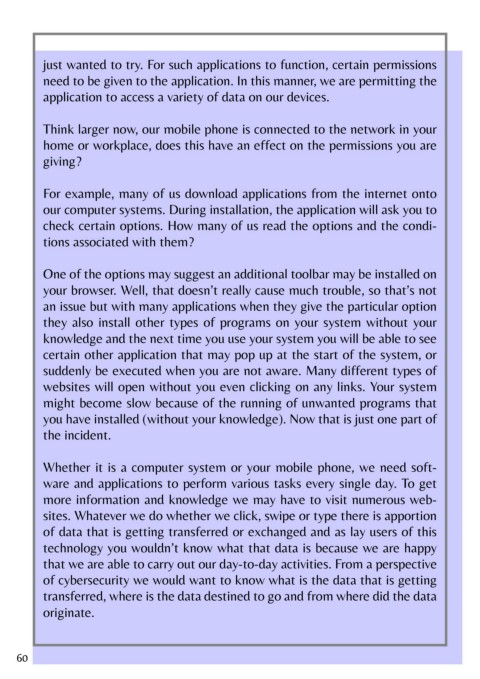 just wanted to try. For such applications to function, certain permissions
need to be given to the application. In this manner, we are permitting the
application to access a variety of data on our devices.
Think larger now, our mobile phone is connected to the network in your
home or workplace, does this have an effect on the permissions you are
giving?
For example, many of us download applications from the internet onto
our computer systems. During installation, the application will ask you to
check certain options. How many of us read the options and the condi-
tions associated with them?
One of the options may suggest an additional toolbar may be installed on
your browser. Well, that doesn’t really cause much trouble, so that’s not
an issue but with many applications when they give the particular option
they also install other types of programs on your system without your
knowledge and the next time you use your system you will be able to see
certain other application that may pop up at the start of the system, or
suddenly be executed when you are not aware. Many different types of
websites will open without you even clicking on any links. Your system
might become slow because of the running of unwanted programs that
you have installed (without your knowledge). Now that is just one part of
the incident.
Whether it is a computer system or your mobile phone, we need soft-
ware and applications to perform various tasks every single day. To get
more information and knowledge we may have to visit numerous web-
sites. Whatever we do whether we click, swipe or type there is apportion
of data that is getting transferred or exchanged and as lay users of this
technology you wouldn’t know what that data is because we are happy
that we are able to carry out our day-to-day activities. From a perspective
of cybersecurity we would want to know what is the data that is getting
transferred, where is the data destined to go and from where did the data
originate.
60